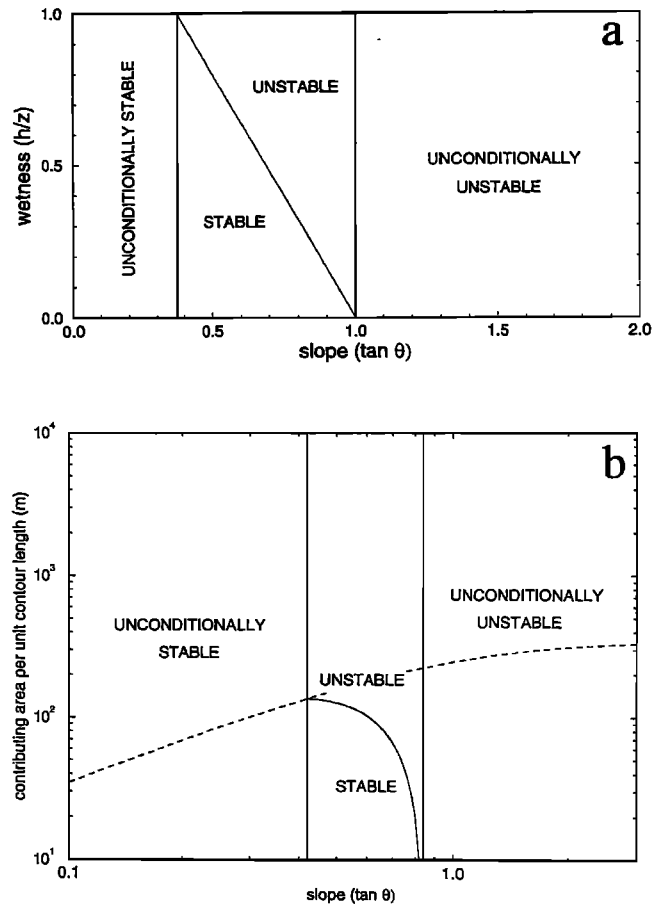 a
1.0
UNSTABLE
UNCONDITIONALLY STABLE
wetness (h/z)
UNCONDITIONALLY
UNSTABLE
0.5
STABLE
0.0
0.0 0.5 1.0 1.5 2.0
slope (tan θ)
b
10⁴
contributing area per unit contour length (m)
10³
UNCONDITIONALLY
STABLE
UNCONDITIONALLY
UNSTABLE
UNSTABLE
10²
STABLE
10¹
0.1 1.0
slope (tan θ)